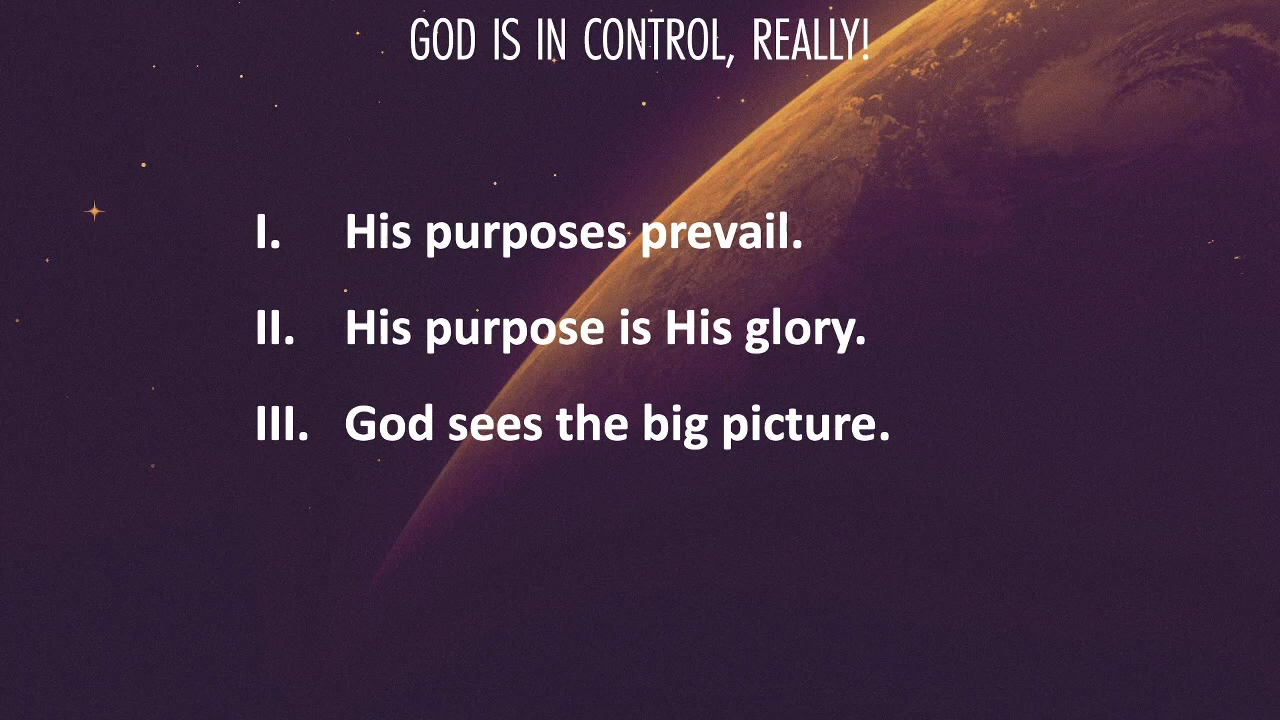 GOD IS IN CONTROL, REALLY!
I. His purposes prevail.
II. His purpose is His glory.
III. God sees the big picture.